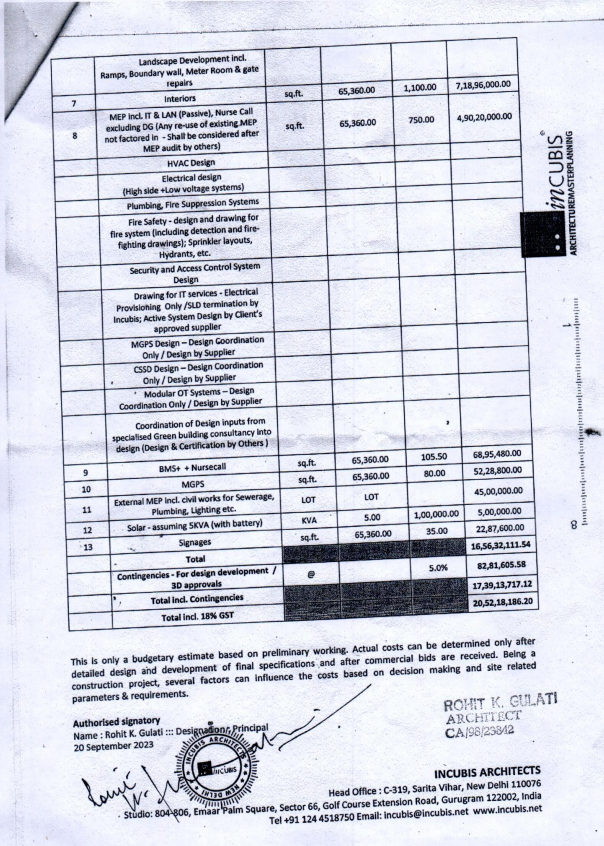 Landscape Development incl.
Ramps, Boundary wall, Meter Room & gate
repairs
7 Interiors sq.ft. 65,360.00 1,100.00 7,18,96,000.00
8 MEP incl. IT & LAN (Passive), Nurse Call
excluding DG (Any re-use of existing MEP
not factored in - Shall be considered after
MEP audit by others) sq.ft. 65,360.00 750.00 4,90,20,000.00
HVAC Design
Electrical design
(High side +Low voltage systems)
Plumbing, Fire Suppression Systems
Fire Safety - design and drawing for
fire system (including detection and fire-
fighting drawings); Sprinkler layouts,
Hydrants, etc.
Security and Access Control System
Design
Drawing for IT services - Electrical
Provisioning Only /SLD termination by
Incubis; Active System Design by Client's
approved supplier
MGPS Design – Design Coordination
Only / Design by Supplier
CSSD Design – Design Coordination
Only / Design by Supplier
Modular OT Systems – Design
Coordination Only / Design by Supplier
Coordination of Design inputs from
specialised Green building consultancy into
design (Design & Certification by Others )
9 BMS+ + Nursecall sq.ft. 65,360.00 105.50 68,95,480.00
10 MGPS sq.ft. 65,360.00 80.00 52,28,800.00
11 External MEP incl. civil works for Sewerage,
Plumbing, Lighting etc. LOT LOT 45,00,000.00
12 Solar - assuming 5KVA (with battery) KVA 5.00 1,00,000.00 5,00,000.00
13 Signages sq.ft. 65,360.00 35.00 22,87,600.00
Total 16,56,32,111.54
Contingencies - For design development /
3D approvals @ 5.0% 82,81,605.58
Total incl. Contingencies 17,39,13,717.12
Total incl. 18% GST 20,52,18,186.20
inCUBIS®
ARCHITECTUREMASTERPLANNING
8
This is only a budgetary estimate based on preliminary working. Actual costs can be determined only after
detailed design and development of final specifications and after commercial bids are received. Being a
construction project, several factors can influence the costs based on decision making and site related
parameters & requirements.
Authorised signatory
Name : Rohit K. Gulati ::: Designation: Principal
20 September 2023
ROHIT K. GULATI
ARCHITECT
CA/98/23842
INCUBIS ARCHITECTS
inCUBIS
NEW DELHI
INCUBIS ARCHITECTS
Head Office : C-319, Sarita Vihar, New Delhi 110076
Studio: 804-806, Emaar Palm Square, Sector 66, Golf Course Extension Road, Gurugram 122002, India
Tel +91 124 4518750 Email: incubis@incubis.net www.incubis.net